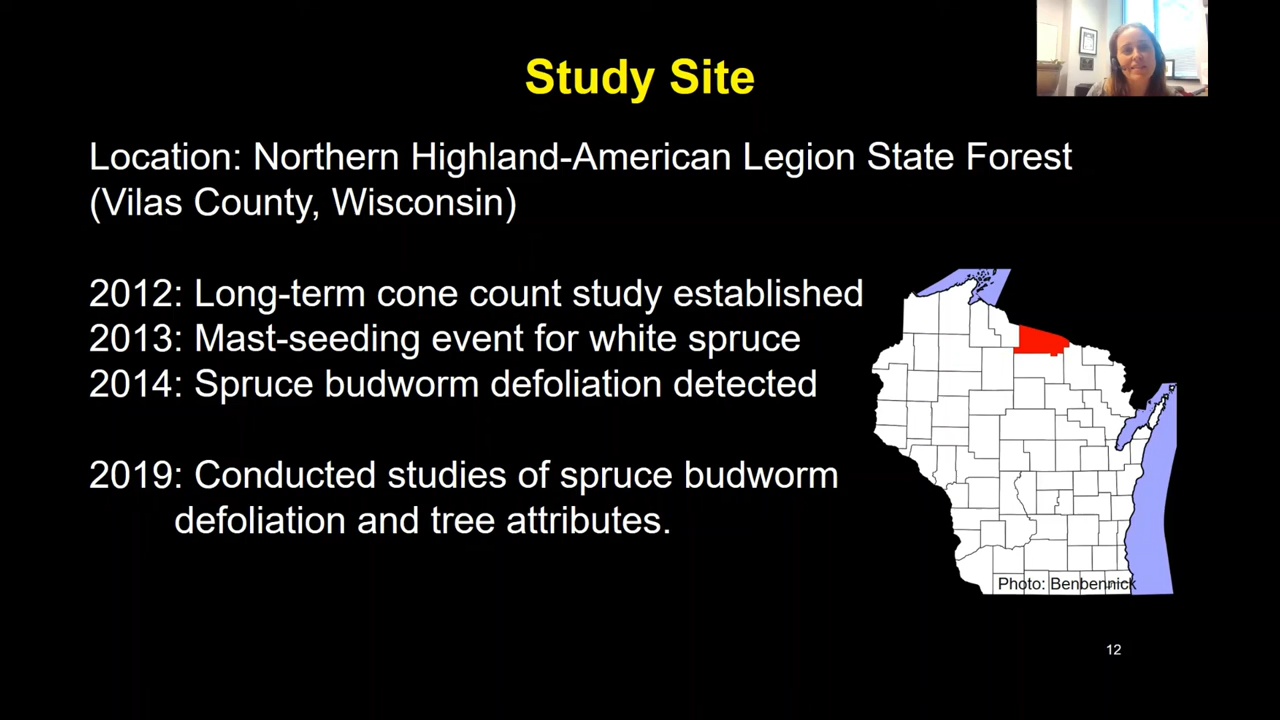 Study Site
Location: Northern Highland-American Legion State Forest
(Vilas County, Wisconsin)
2012: Long-term cone count study established
2013: Mast-seeding event for white spruce
2014: Spruce budworm defoliation detected
2019: Conducted studies of spruce budworm
defoliation and tree attributes.
Photo: Benbennick
12